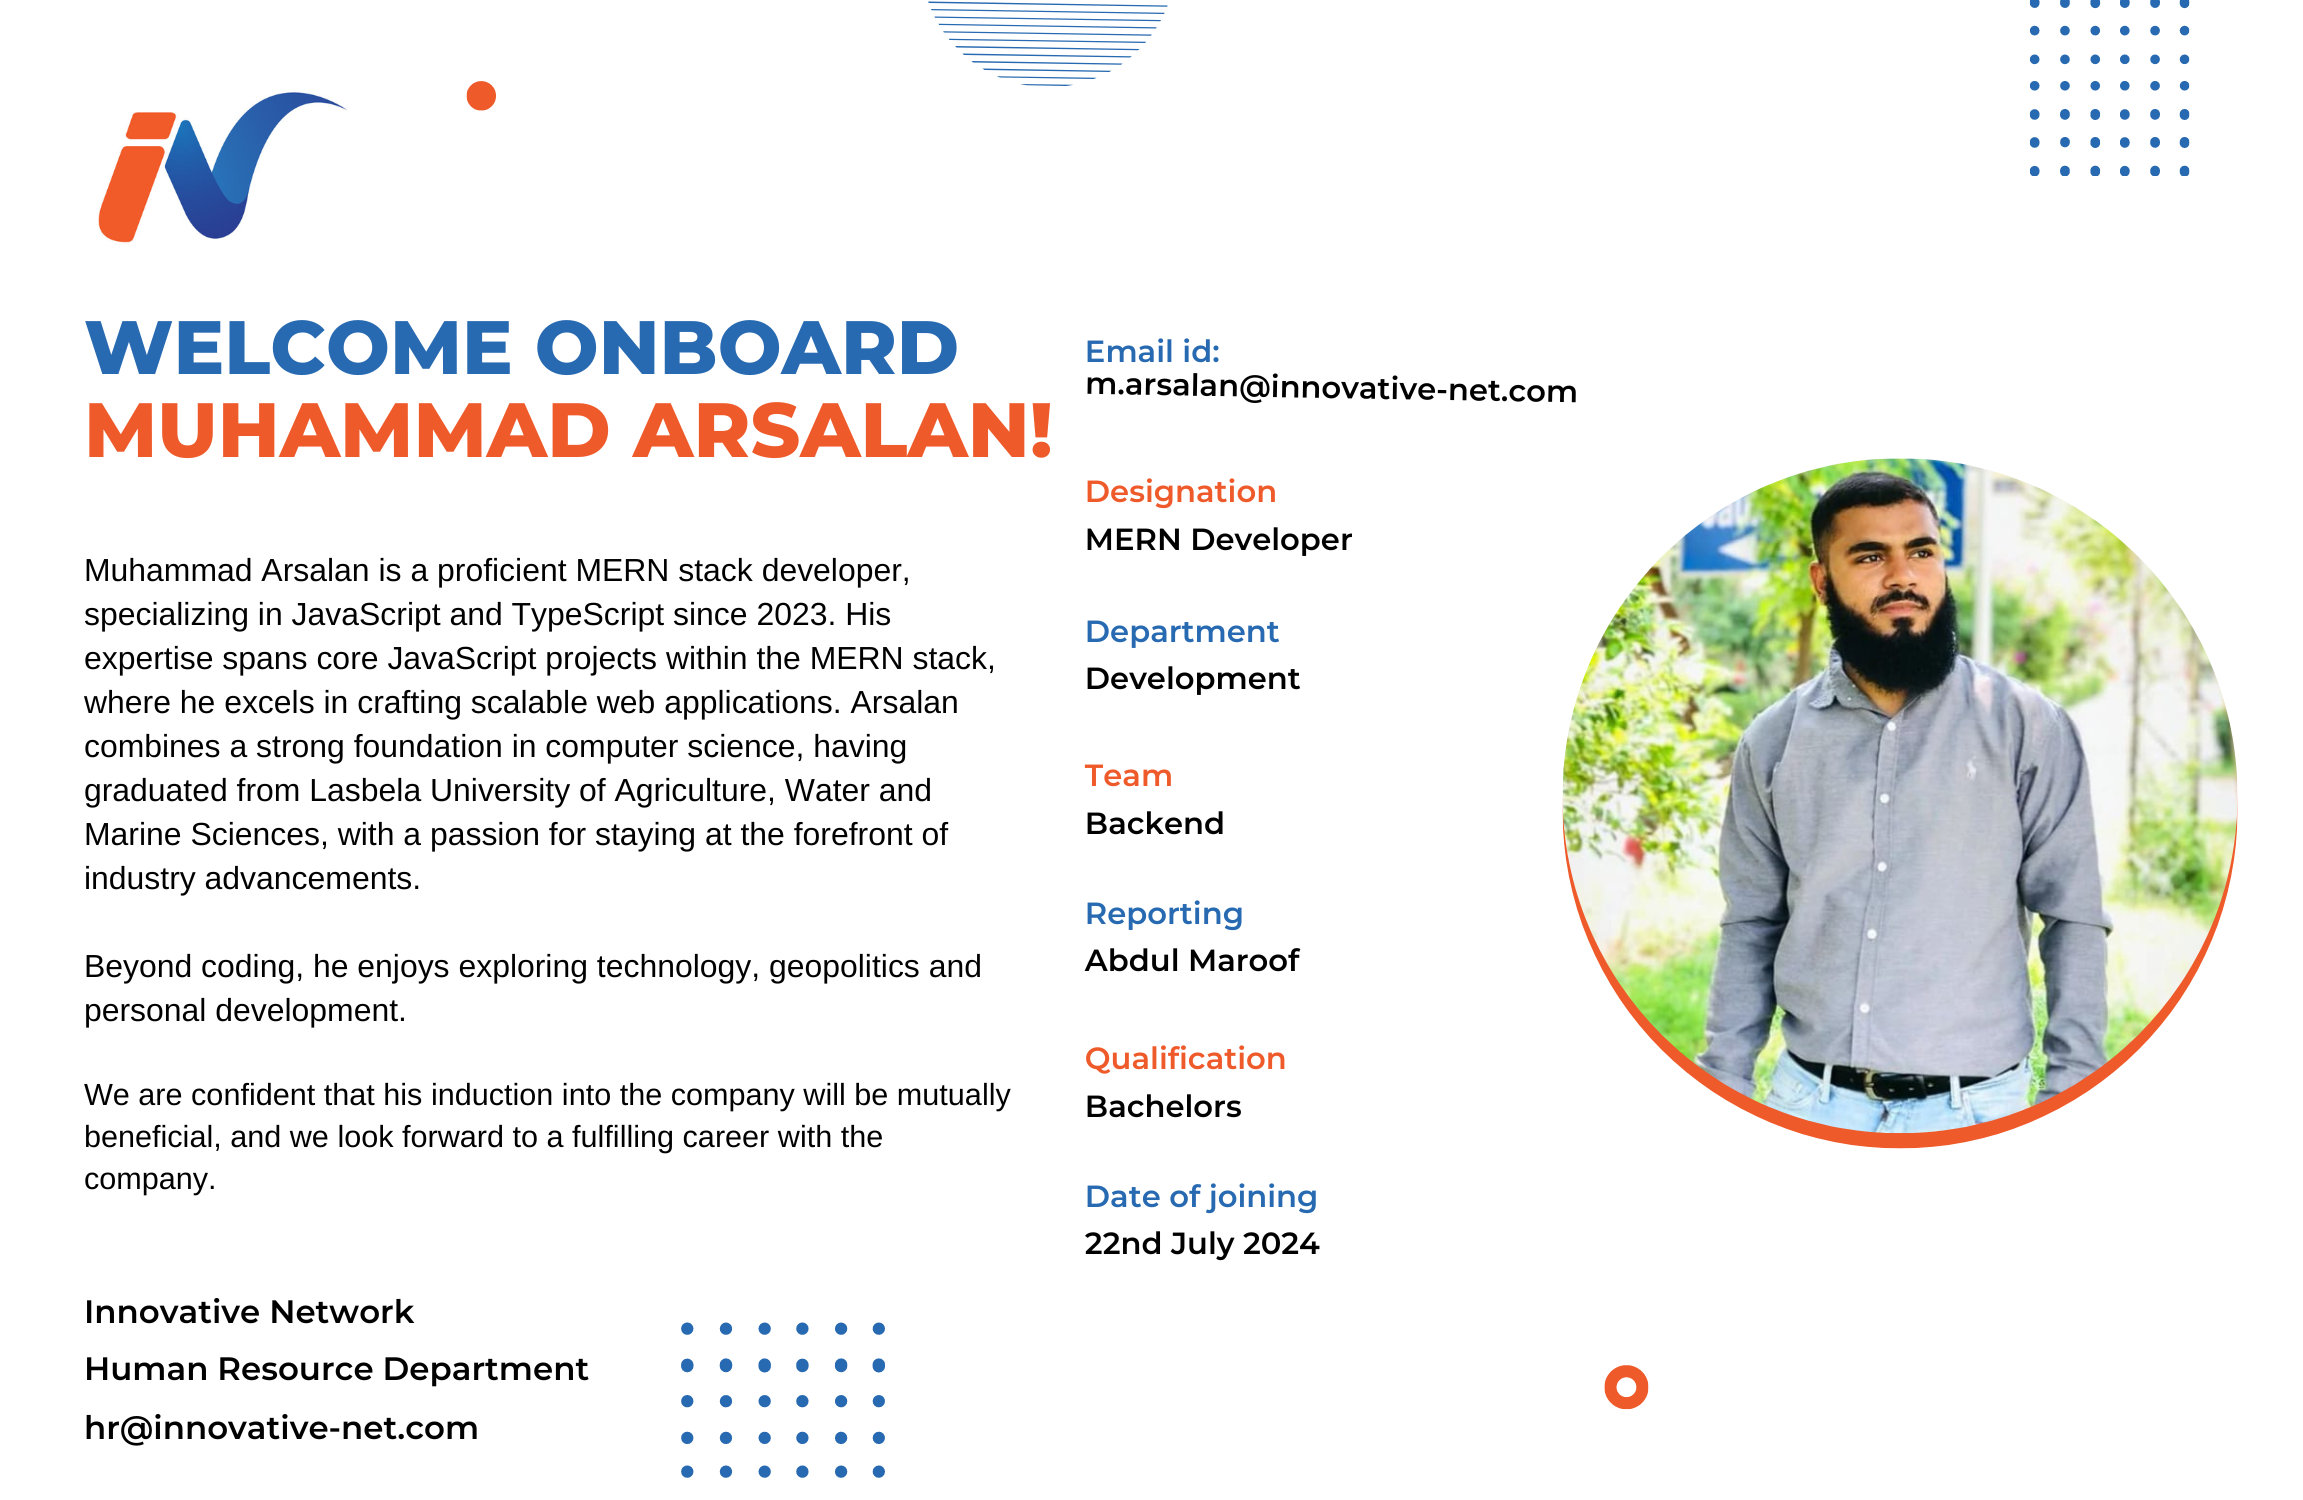 WELCOME ONBOARD
MUHAMMAD ARSALAN!
Muhammad Arsalan is a proficient MERN stack developer,
specializing in JavaScript and TypeScript since 2023. His
expertise spans core JavaScript projects within the MERN stack,
where he excels in crafting scalable web applications. Arsalan
combines a strong foundation in computer science, having
graduated from Lasbela University of Agriculture, Water and
Marine Sciences, with a passion for staying at the forefront of
industry advancements.
Beyond coding, he enjoys exploring technology, geopolitics and
personal development.
We are confident that his induction into the company will be mutually
beneficial, and we look forward to a fulfilling career with the
company.
Innovative Network
Human Resource Department
hr@innovative-net.com
Email id:
m.arsalan@innovative-net.com
Designation
MERN Developer
Department
Development
Team
Backend
Reporting
Abdul Maroof
Qualification
Bachelors
Date of joining
22nd July 2024